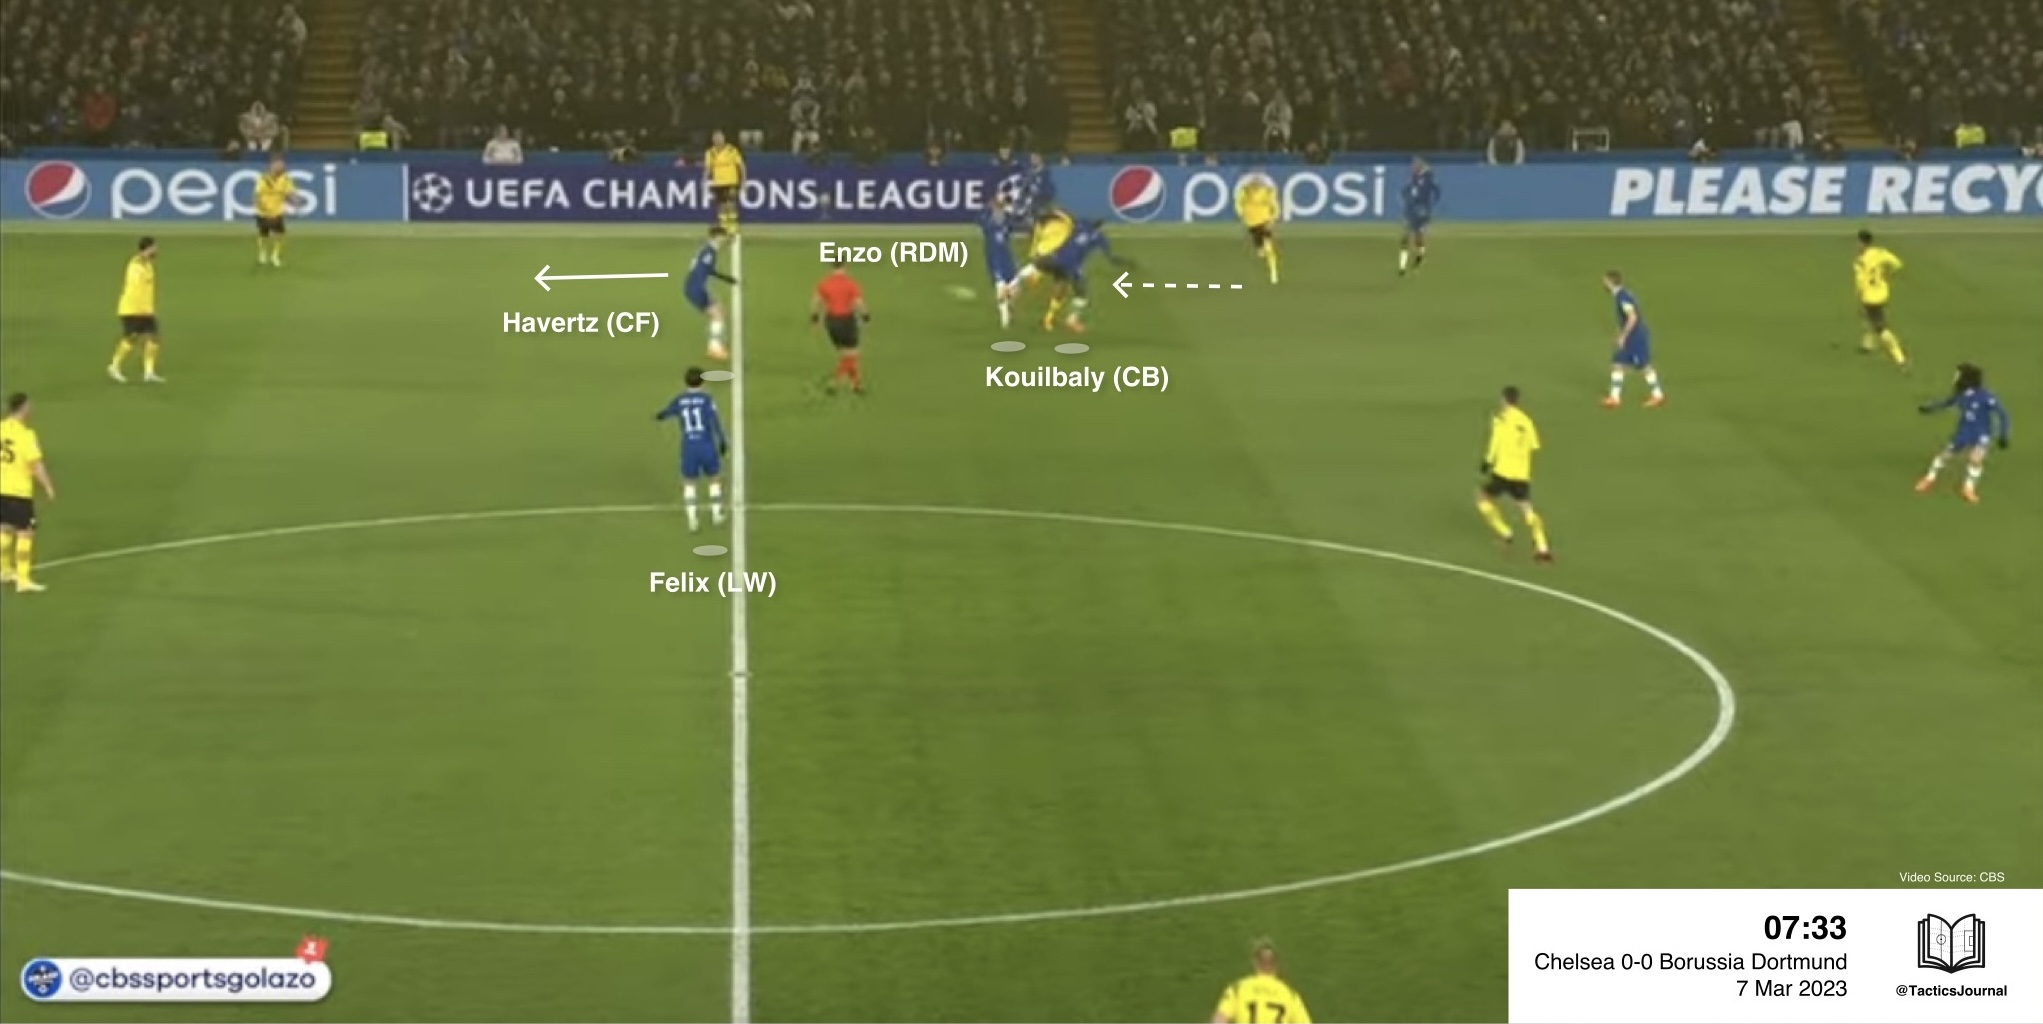 pepsi
UEFA CHAMPIONS LEAGUE
pepsi
PLEASE RECY
Enzo (RDM)
Havertz (CF)
Kouilbaly (CB)
11
Felix (LW)
Video Source: CBS
07:33
Chelsea 0-0 Borussia Dortmund
7 Mar 2023
@TacticsJournal
@cbssportsgolazo
17